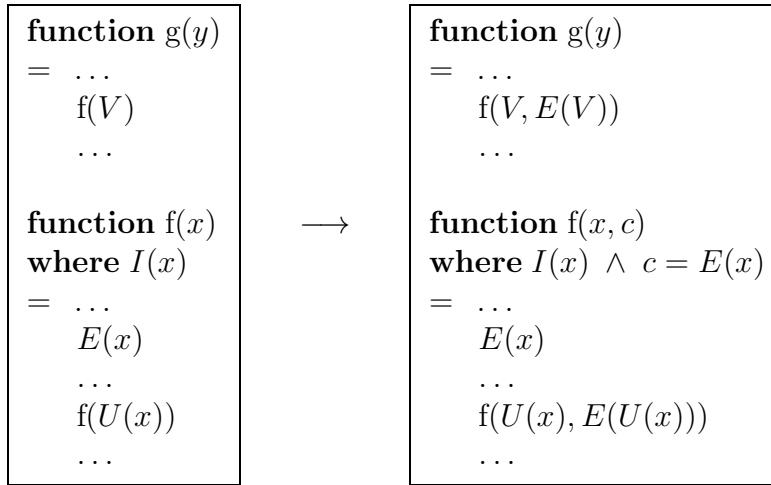 function g(y)
= ...
f(V)
...
function f(x)
where I(x)
= ...
E(x)
...
f(U(x))
...
⟶
function g(y)
= ...
f(V, E(V))
...
function f(x, c)
where I(x) ∧ c = E(x)
= ...
E(x)
...
f(U(x), E(U(x)))
...